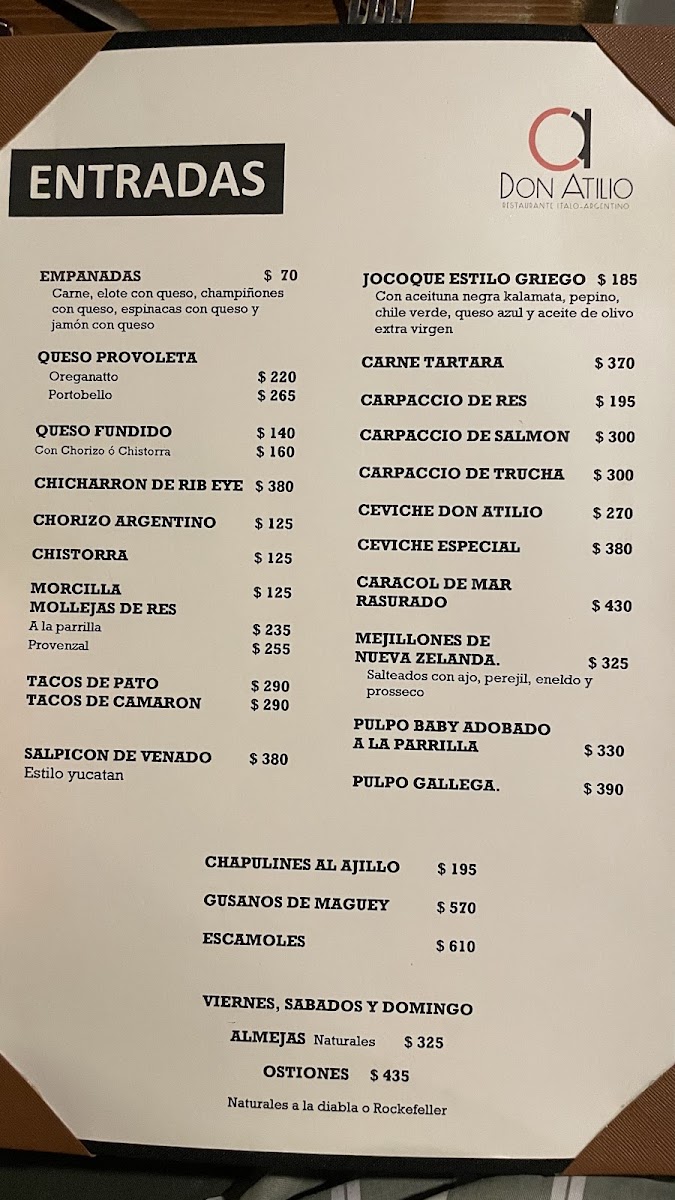 ENTRADAS
DON ATILIO
RESTAURANTE ITALO-ARGENTINO
EMPANADAS $ 70
Carne, elote con queso, champiñones
con queso, espinacas con queso y
jamón con queso
QUESO PROVOLETA
Oreganatto $ 220
Portobello $ 265
QUESO FUNDIDO $ 140
Con Chorizo ó Chistorra $ 160
CHICHARRON DE RIB EYE $ 380
CHORIZO ARGENTINO $ 125
CHISTORRA $ 125
MORCILLA $ 125
MOLLEJAS DE RES
A la parrilla $ 235
Provenzal $ 255
TACOS DE PATO $ 290
TACOS DE CAMARON $ 290
SALPICON DE VENADO $ 380
Estilo yucatan
JOCOQUE ESTILO GRIEGO $ 185
Con aceituna negra kalamata, pepino,
chile verde, queso azul y aceite de olivo
extra virgen
CARNE TARTARA $ 370
CARPACCIO DE RES $ 195
CARPACCIO DE SALMON $ 300
CARPACCIO DE TRUCHA $ 300
CEVICHE DON ATILIO $ 270
CEVICHE ESPECIAL $ 380
CARACOL DE MAR
RASURADO $ 430
MEJILLONES DE
NUEVA ZELANDA. $ 325
Salteados con ajo, perejil, eneldo y
prosseco
PULPO BABY ADOBADO
A LA PARRILLA $ 330
PULPO GALLEGA. $ 390
CHAPULINES AL AJILLO $ 195
GUSANOS DE MAGUEY $ 570
ESCAMOLES $ 610
VIERNES, SABADOS Y DOMINGO
ALMEJAS Naturales $ 325
OSTIONES $ 435
Naturales a la diabla o Rockefeller